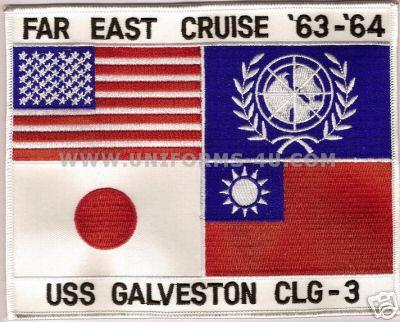 FAR EAST CRUISE '63-'64
WWW.UNIFORMS-4U.COM
USS GALVESTON CLG-3